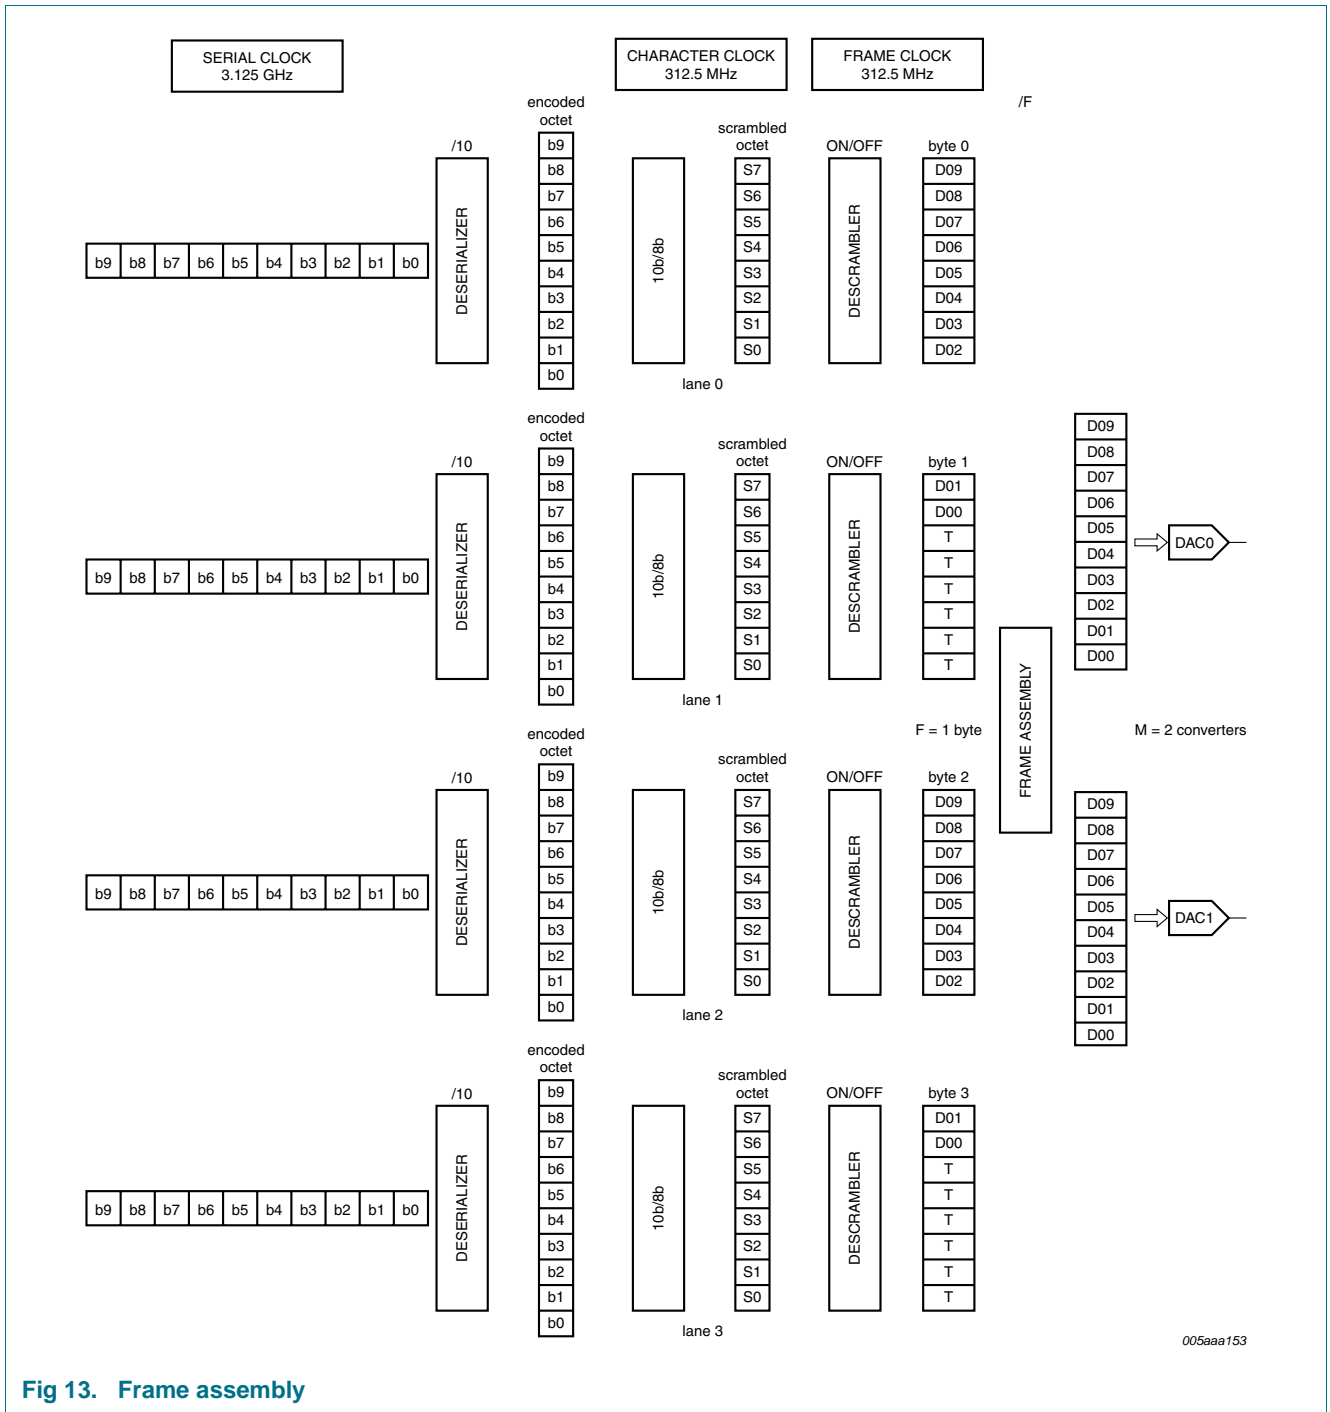 SERIAL CLOCK
3.125 GHz
CHARACTER CLOCK
312.5 MHz
FRAME CLOCK
312.5 MHz
/F
b9 b8 b7 b6 b5 b4 b3 b2 b1 b0
/10
DESERIALIZER
encoded
octet
b9
b8
b7
b6
b5
b4
b3
b2
b1
b0
10b/8b
lane 0
scrambled
octet
S7
S6
S5
S4
S3
S2
S1
S0
ON/OFF
DESCRAMBLER
byte 0
D09
D08
D07
D06
D05
D04
D03
D02
b9 b8 b7 b6 b5 b4 b3 b2 b1 b0
/10
DESERIALIZER
encoded
octet
b9
b8
b7
b6
b5
b4
b3
b2
b1
b0
10b/8b
lane 1
scrambled
octet
S7
S6
S5
S4
S3
S2
S1
S0
ON/OFF
DESCRAMBLER
byte 1
D01
D00
T
T
T
T
T
T
F = 1 byte
b9 b8 b7 b6 b5 b4 b3 b2 b1 b0
/10
DESERIALIZER
encoded
octet
b9
b8
b7
b6
b5
b4
b3
b2
b1
b0
10b/8b
lane 2
scrambled
octet
S7
S6
S5
S4
S3
S2
S1
S0
ON/OFF
DESCRAMBLER
byte 2
D09
D08
D07
D06
D05
D04
D03
D02
b9 b8 b7 b6 b5 b4 b3 b2 b1 b0
/10
DESERIALIZER
encoded
octet
b9
b8
b7
b6
b5
b4
b3
b2
b1
b0
10b/8b
lane 3
scrambled
octet
S7
S6
S5
S4
S3
S2
S1
S0
ON/OFF
DESCRAMBLER
byte 3
D01
D00
T
T
T
T
T
T
FRAME ASSEMBLY
D09
D08
D07
D06
D05
D04
D03
D02
D01
D00
DAC0
M = 2 converters
D09
D08
D07
D06
D05
D04
D03
D02
D01
D00
DAC1
005aaa153
Fig 13. Frame assembly